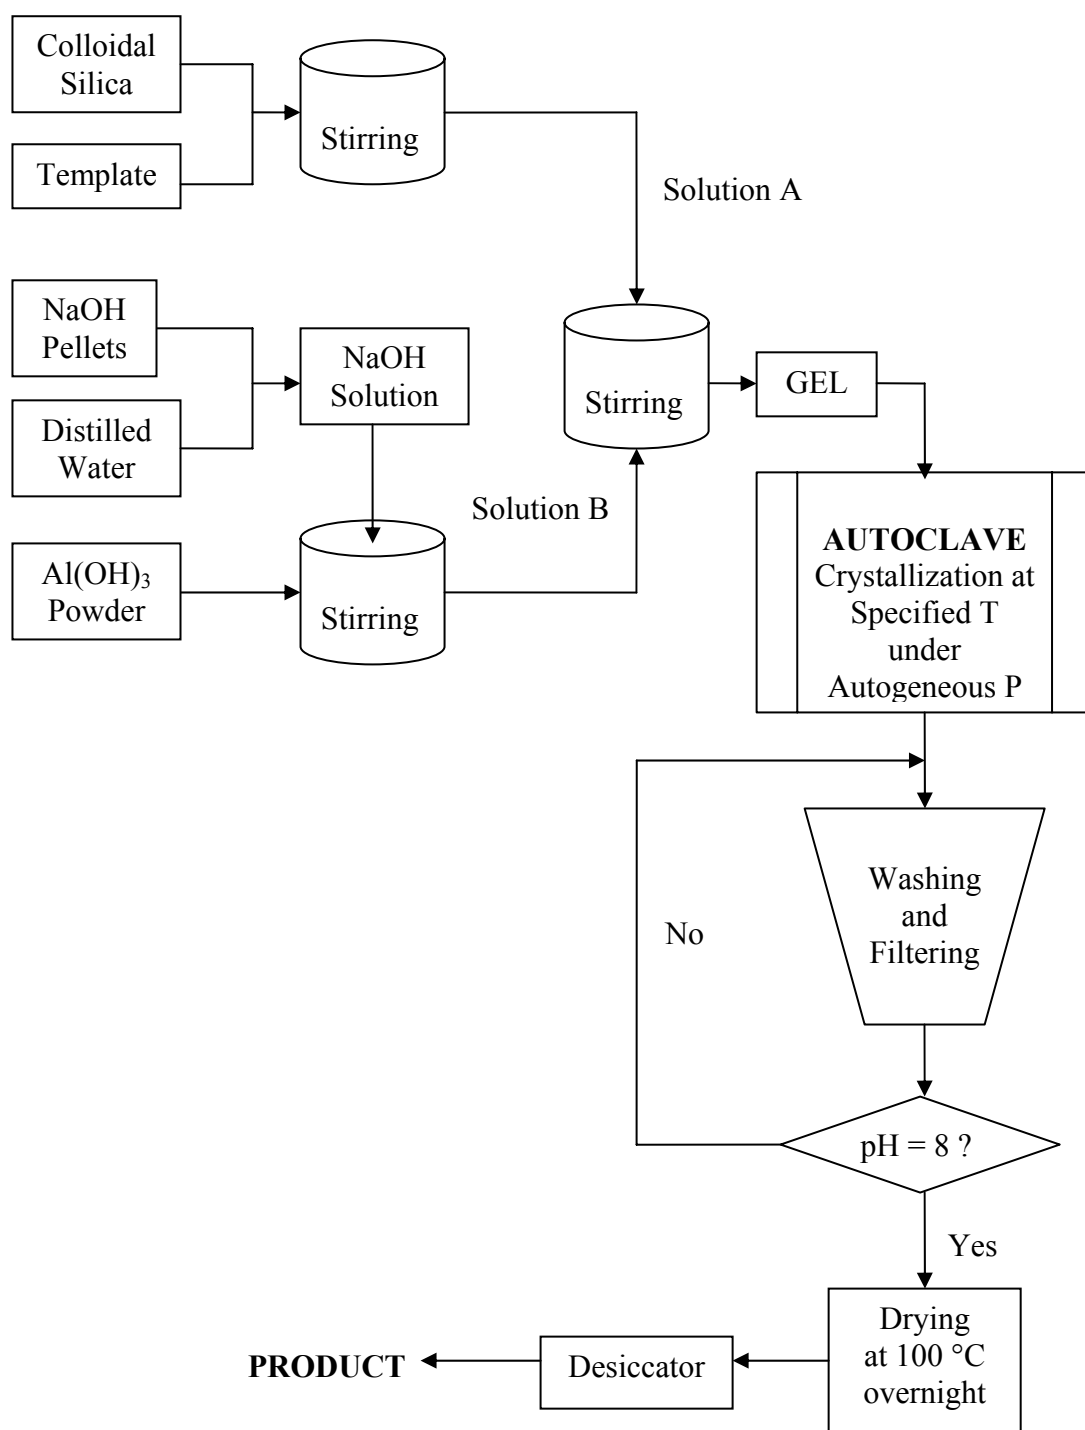 Colloidal
Silica
Template
Stirring
Solution A
NaOH
Pellets
Distilled
Water
NaOH
Solution
Al(OH)₃
Powder
Stirring
Solution B
Stirring
GEL
AUTOCLAVE
Crystallization at
Specified T
under
Autogeneous P
Washing
and
Filtering
No
pH = 8 ?
Yes
Drying
at 100 °C
overnight
Desiccator
PRODUCT